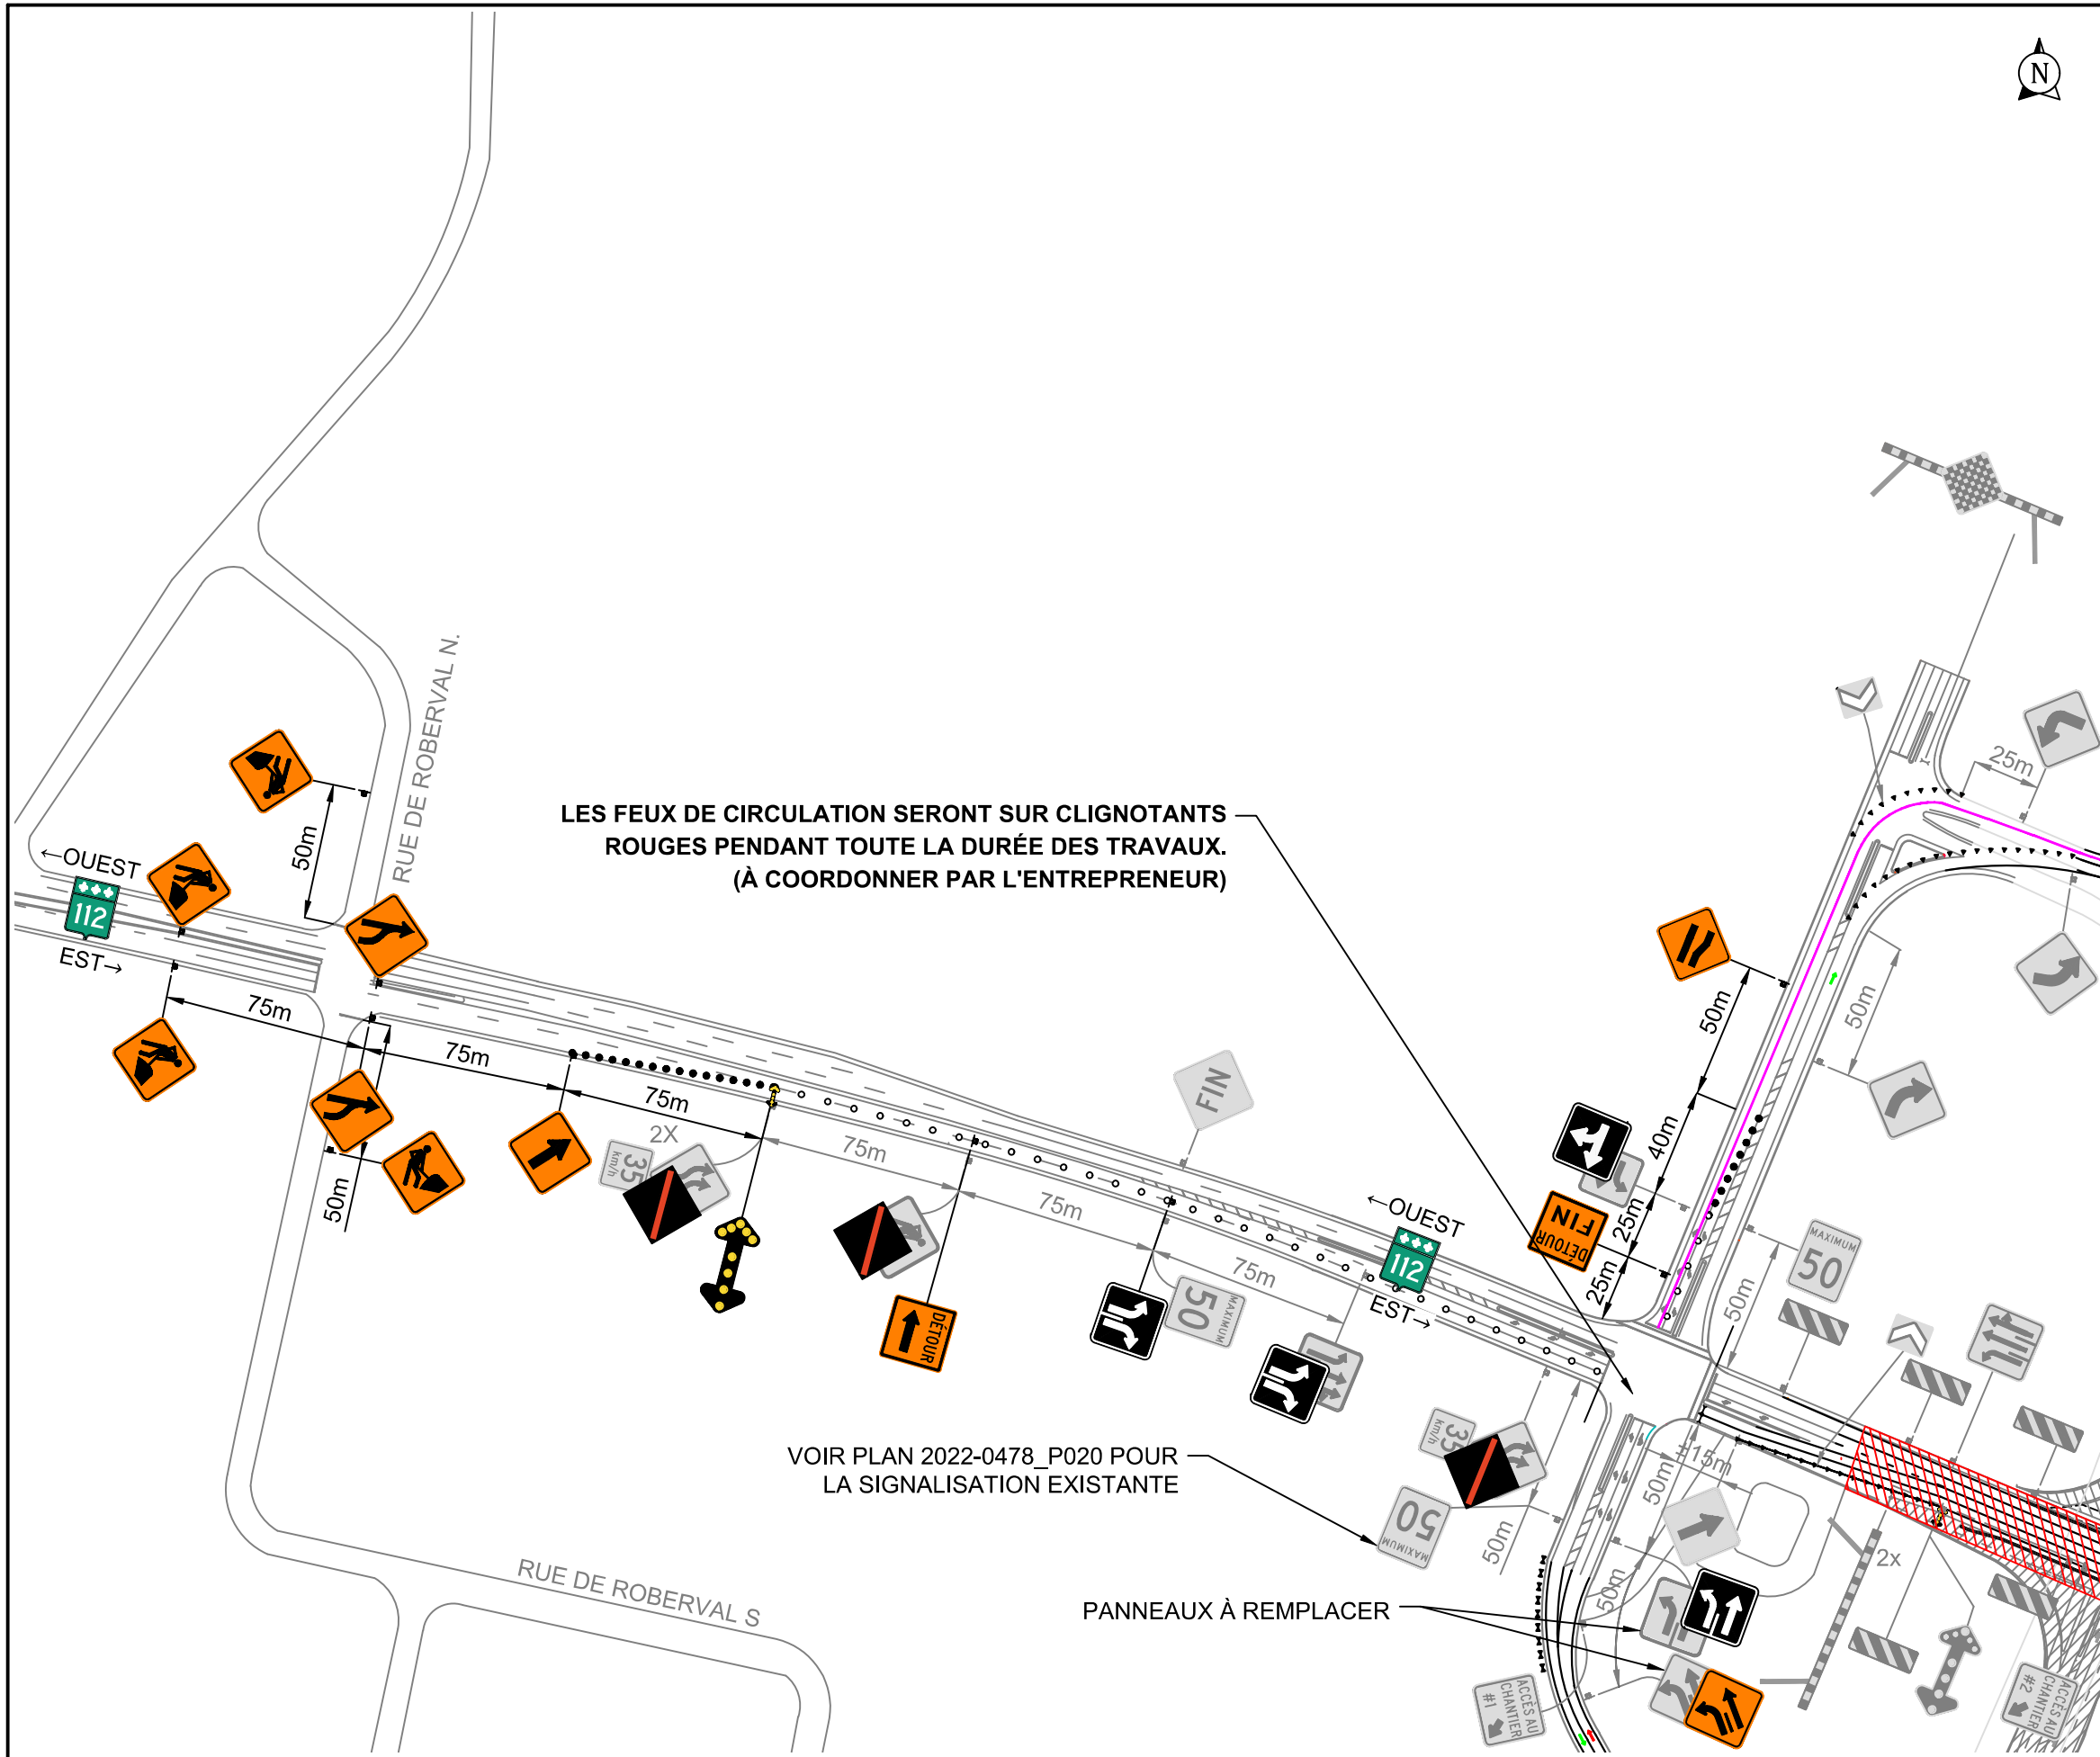 N
RUE DE ROBERVAL N.
50m
←OUEST
112
EST→
75m
75m
75m
50m
LES FEUX DE CIRCULATION SERONT SUR CLIGNOTANTS
ROUGES PENDANT TOUTE LA DURÉE DES TRAVAUX.
(À COORDONNER PAR L'ENTREPRENEUR)
2X
35
km/h
75m
75m
75m
FIN
DÉTOUR
MAXIMUM
50
←OUEST
112
EST→
25m
50m
50m
40m
25m
25m
DÉTOUR
FIN
MAXIMUM
50
50m
35
km/h
MAXIMUM
50
50m
±15m
50m
50m
2x
VOIR PLAN 2022-0478_P020 POUR
LA SIGNALISATION EXISTANTE
PANNEAUX À REMPLACER
RUE DE ROBERVAL S
ACCÈS AU
CHANTIER
#1
ACCÈS AU
CHANTIER
#2